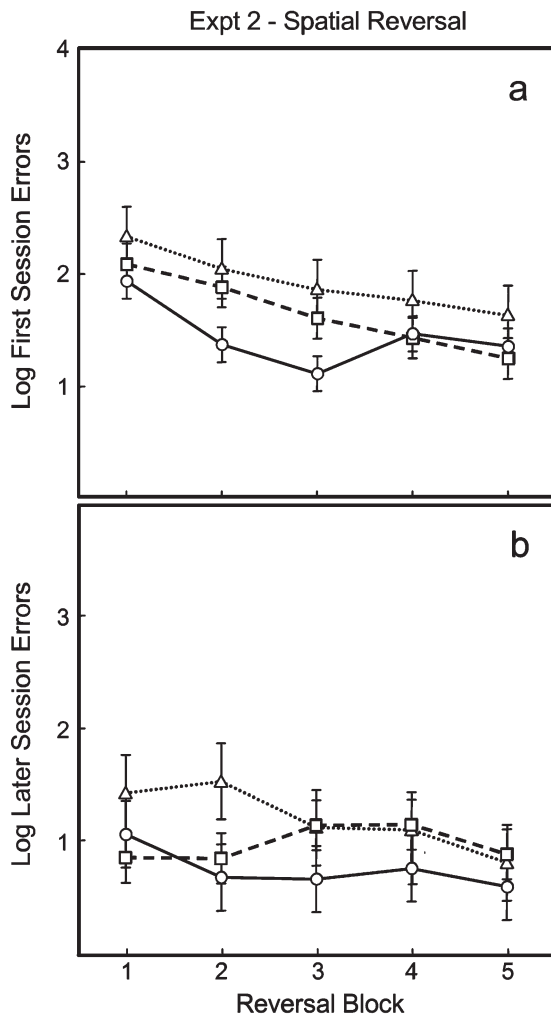 Expt 2 - Spatial Reversal
a
4
3
2
1
Log First Session Errors
b
3
2
1
Log Later Session Errors
1 2 3 4 5
Reversal Block